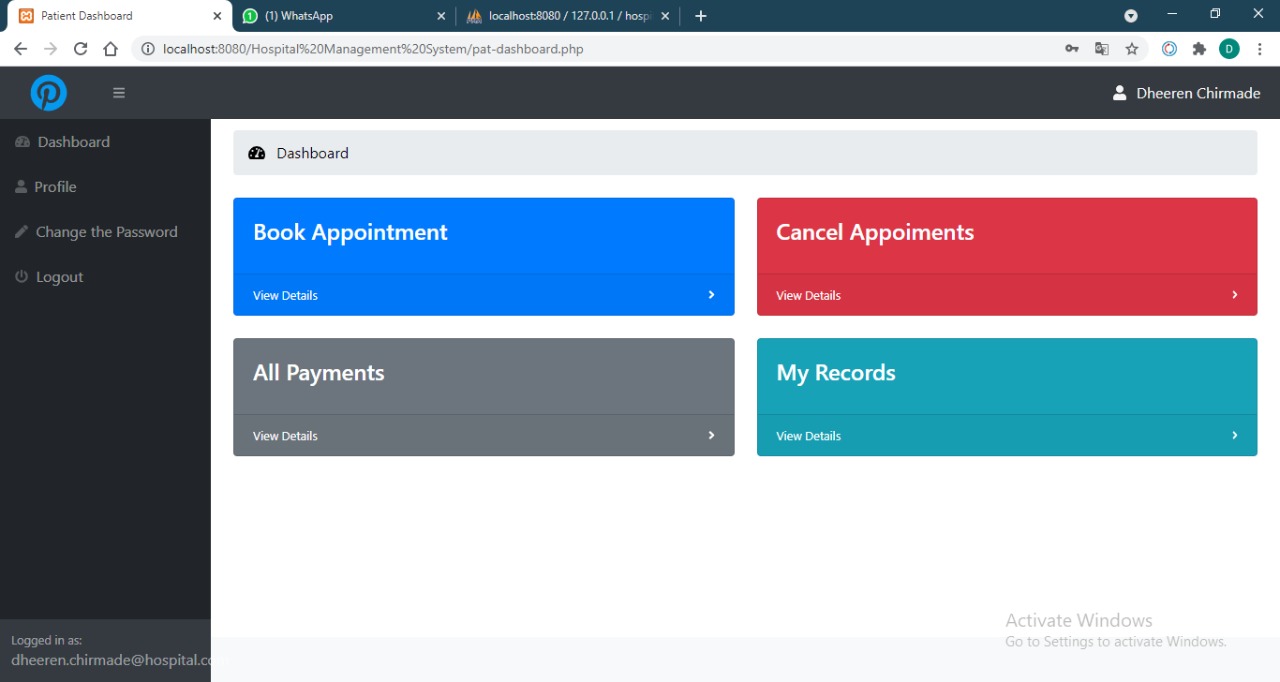 Patient Dashboard
(1) WhatsApp
localhost:8080 / 127.0.0.1 / hosp
localhost:8080/Hospital%20Management%20System/pat-dashboard.php
D
Dheeren Chirmade
Dashboard
Profile
Change the Password
Logout
Dashboard
Book Appointment
View Details
Cancel Appoiments
View Details
All Payments
View Details
My Records
View Details
Activate Windows
Go to Settings to activate Windows.
Logged in as:
dheeren.chirmade@hospital.co